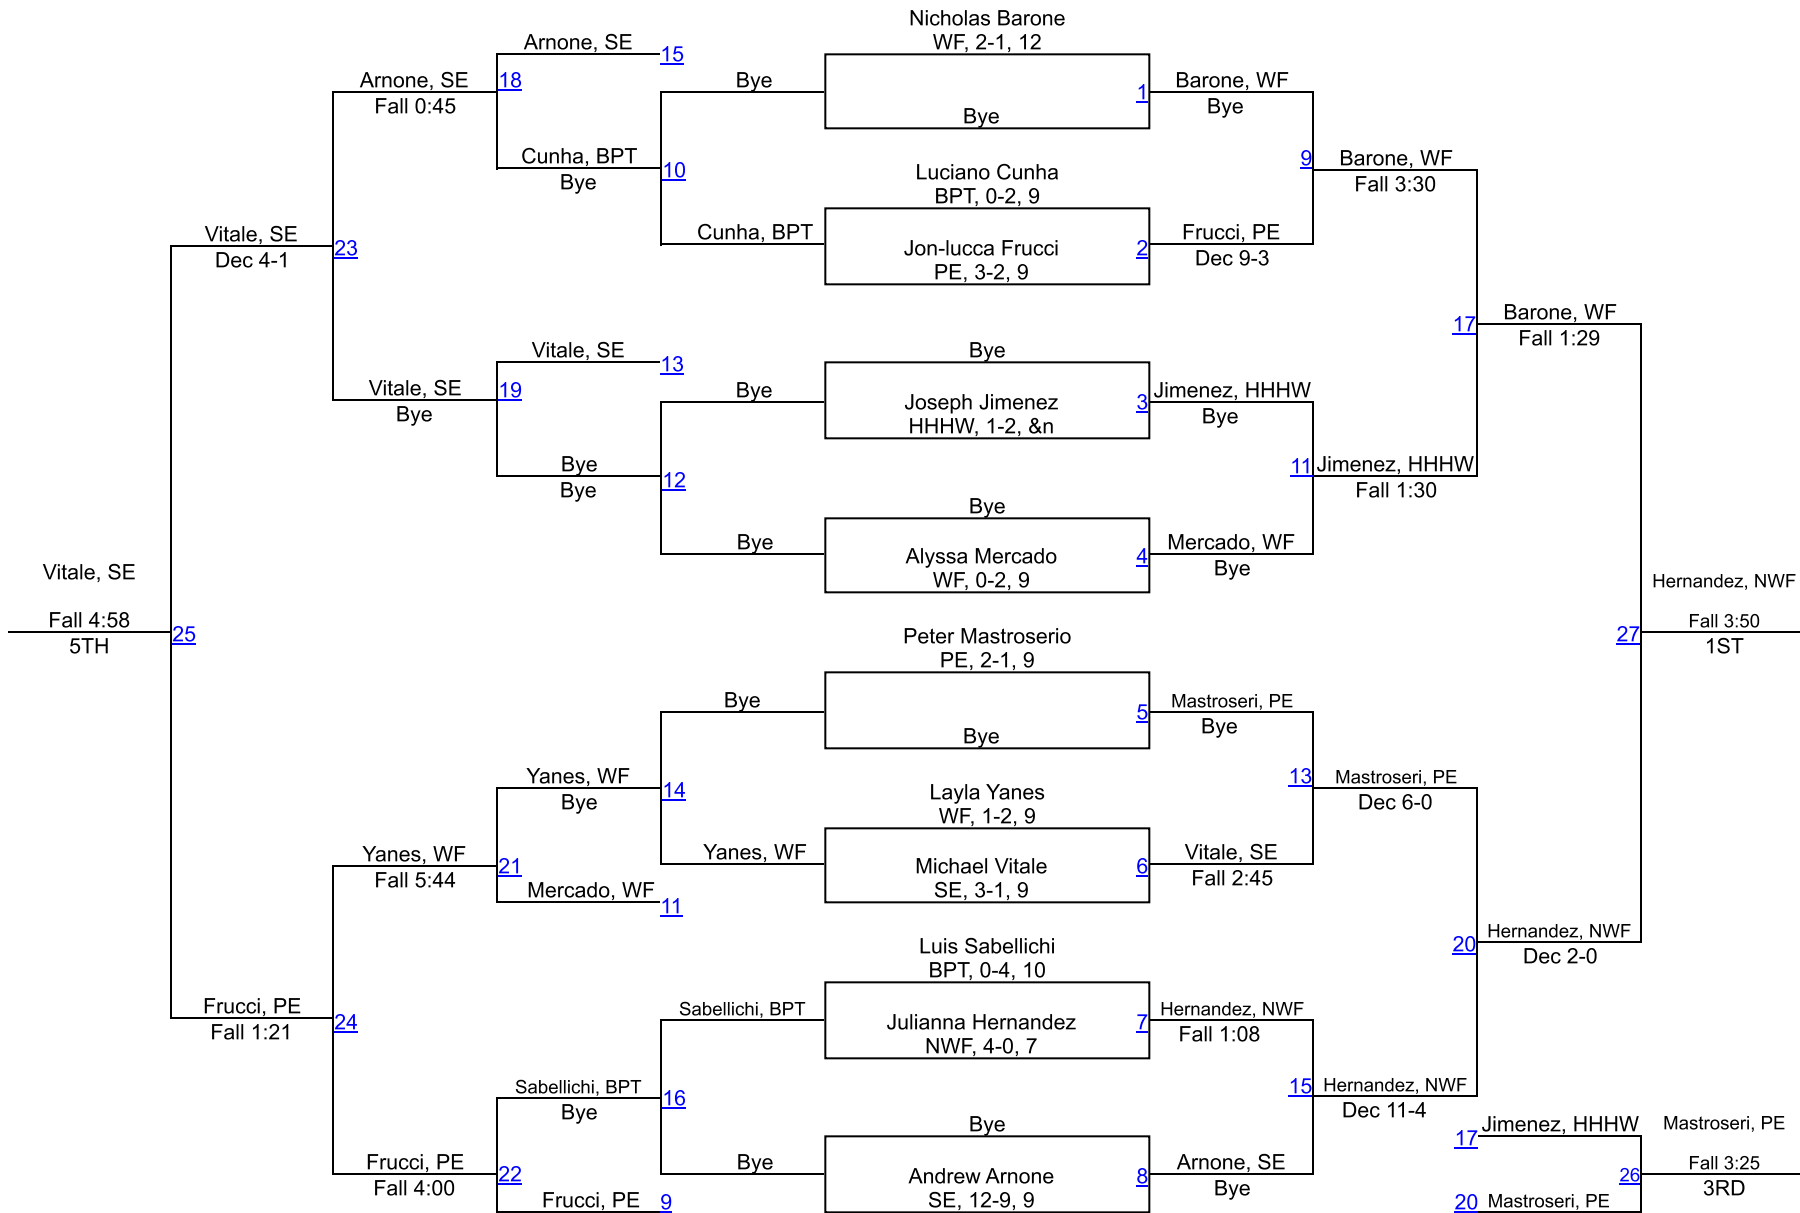 Nicholas Barone
WF, 2-1, 12
Arnone, SE
15
Arnone, SE
18
Fall 0:45
Bye
1
Barone, WF
Bye
Bye
Cunha, BPT
10
Bye
Luciano Cunha
BPT, 0-2, 9
9
Barone, WF
Fall 3:30
Vitale, SE
23
Dec 4-1
Cunha, BPT
Jon-lucca Frucci
PE, 3-2, 9
2
Frucci, PE
Dec 9-3
17
Barone, WF
Fall 1:29
Vitale, SE
13
Bye
Vitale, SE
19
Bye
Bye
Joseph Jimenez
HHHW, 1-2, &n
3
Jimenez, HHHW
Bye
Bye
Bye
12
11
Jimenez, HHHW
Fall 1:30
Bye
Bye
Alyssa Mercado
WF, 0-2, 9
4
Mercado, WF
Bye
Vitale, SE
Fall 4:58
5TH
25
Hernandez, NWF
Fall 3:50
27
1ST
Peter Mastroserio
PE, 2-1, 9
Bye
5
Mastroseri, PE
Bye
Bye
Yanes, WF
Bye
14
Layla Yanes
WF, 1-2, 9
13
Mastroseri, PE
Dec 6-0
Yanes, WF
Fall 5:44
21
Yanes, WF
Michael Vitale
SE, 3-1, 9
6
Vitale, SE
Fall 2:45
Mercado, WF
11
20
Hernandez, NWF
Dec 2-0
Luis Sabellichi
BPT, 0-4, 10
Frucci, PE
Fall 1:21
24
Sabellichi, BPT
Julianna Hernandez
NWF, 4-0, 7
7
Hernandez, NWF
Fall 1:08
Sabellichi, BPT
Bye
16
15
Hernandez, NWF
Dec 11-4
Bye
Frucci, PE
Fall 4:00
22
Bye
Andrew Arnone
SE, 12-9, 9
8
Arnone, SE
Bye
Frucci, PE
9
17
Jimenez, HHHW
Mastroseri, PE
Fall 3:25
26
3RD
20
Mastroseri, PE